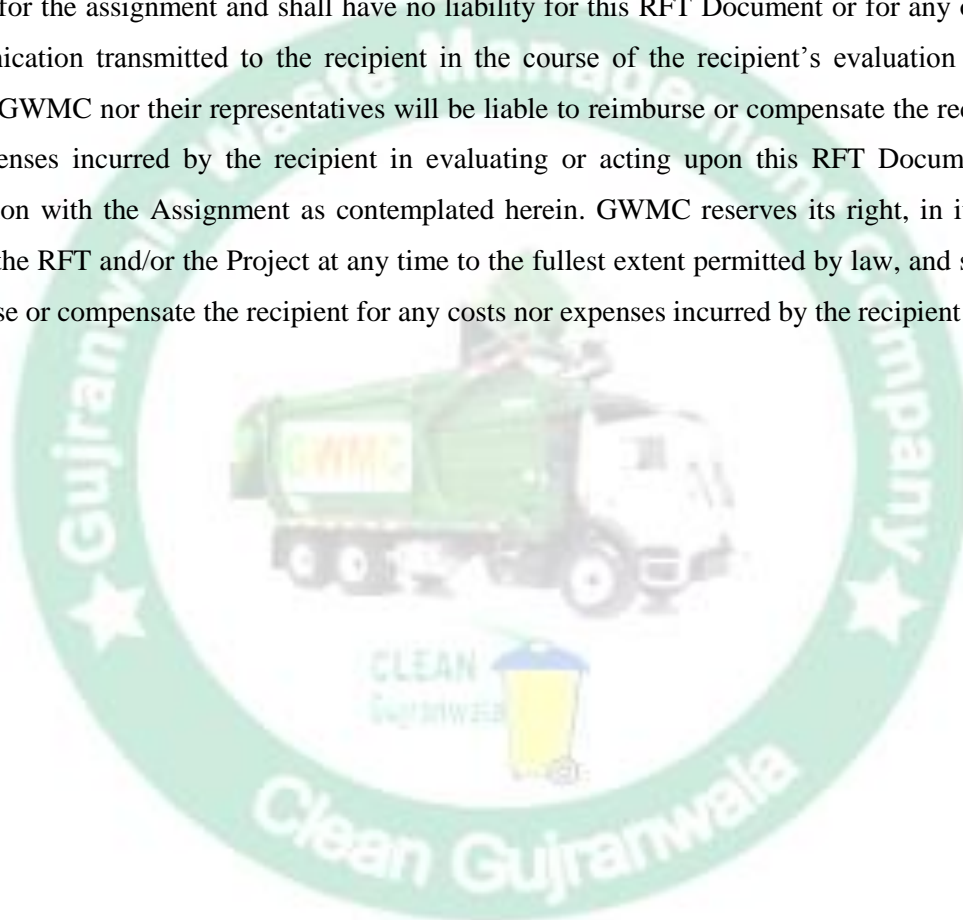 for the assignment and shall have no liability for this RFT Document or for any
nication transmitted to the recipient in the course of the recipient's evaluation
GWMC nor their representatives will be liable to reimburse or compensate the
enses incurred by the recipient in evaluating or acting upon this RFT
on with the Assignment as contemplated herein. GWMC reserves its right, in
the RFT and/or the Project at any time to the fullest extent permitted by law, and
se or compensate the recipient for any costs nor expenses incurred by the recipient
Gujranwala Waste Management Company
GWMC
CLEAN
Gujranwala
Clean Gujranwala